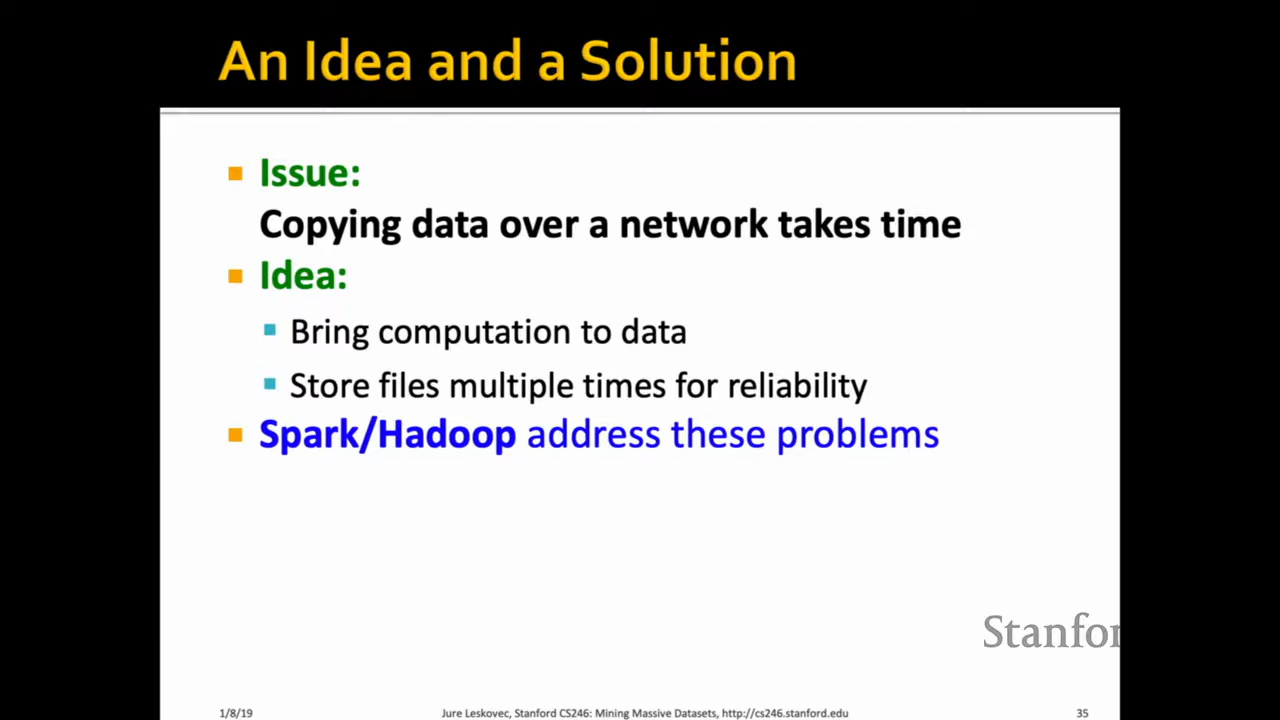 An Idea and a Solution
Issue:
Copying data over a network takes time
Idea:
Bring computation to data
Store files multiple times for reliability
Spark/Hadoop address these problems
Stanfor
1/8/19
Jure Leskovec, Stanford CS246: Mining Massive Datasets, http://cs246.stanford.edu
35